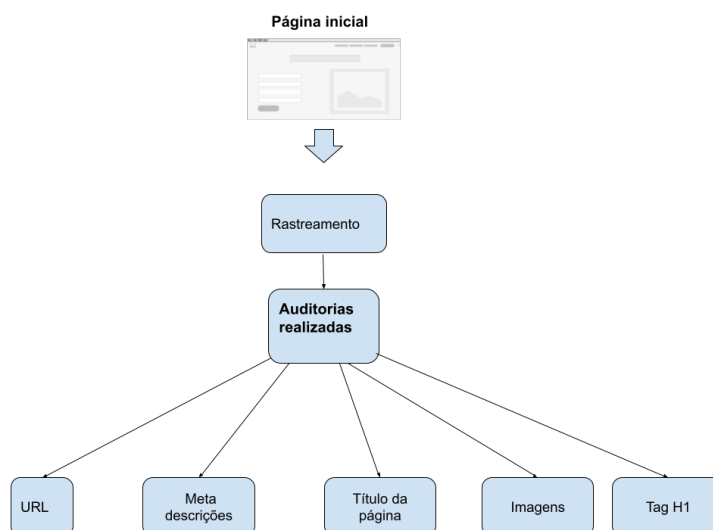 Página inicial
Rastreamento
Auditorias
realizadas
URL
Meta
descrições
Título da
página
Imagens
Tag H1